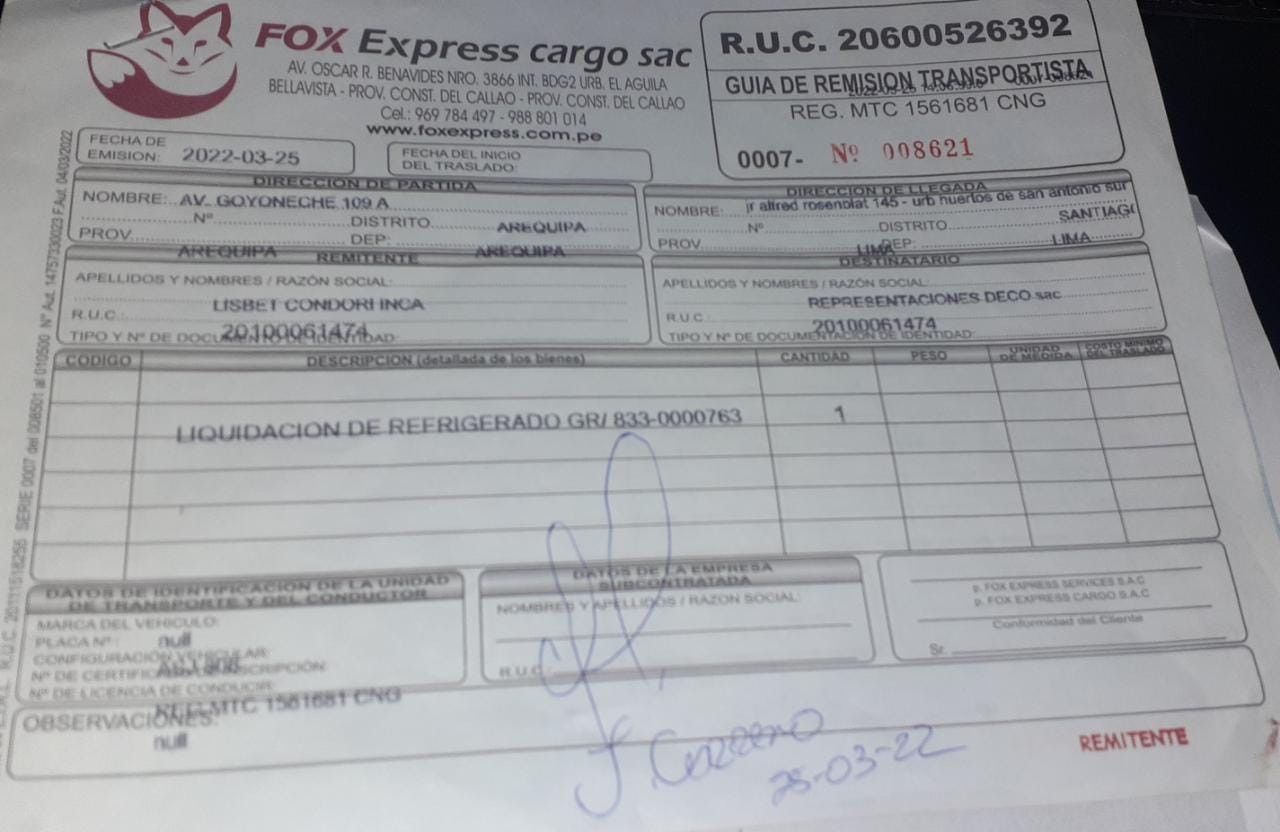 FOX Express cargo sac
AV. OSCAR R. BENAVIDES NRO. 3866 INT. BDG2 URB. EL AGUILA
BELLAVISTA - PROV. CONST. DEL CALLAO - PROV. CONST. DEL CALLAO
Cel.: 969 784 497 - 988 801 014
www.foxexpress.com.pe
R.U.C. 20600526392
GUIA DE REMISION TRANSPORTISTA
REG. MTC 1561681 CNG
0007- Nº 008621
FECHA DE EMISION: 2022-03-25
FECHA DEL INICIO
DEL TRASLADO:
DIRECCION DE PARTIDA
NOMBRE: AV. GOYONECHE 109 A
Nº DISTRITO AREQUIPA
PROV. AREQUIPA DEP: AREQUIPA
DIRECCION DE LLEGADA
NOMBRE: jr alfred rosenblat 145 - urb huertos de san antonio sur
Nº DISTRITO SANTIAG
PROV LIMA DEP: LIMA
REMITENTE
APELLIDOS Y NOMBRES / RAZÓN SOCIAL:
LISBET CONDORI INCA
R.U.C.: 20100061474
TIPO Y Nº DE DOCUMENTO DE IDENTIDAD:
DESTINATARIO
APELLIDOS Y NOMBRES / RAZÓN SOCIAL:
REPRESENTACIONES DECO sac
R.U.C.: 20100061474
TIPO Y Nº DE DOCUMENTACIÓN DE IDENTIDAD:
CODIGO DESCRIPCION (detallada de los bienes) CANTIDAD PESO UNIDAD DE MEDIDA COSTO MINIMO DEL TRASLADO
LIQUIDACION DE REFRIGERADO GR/ 833-0000763 1
DATOS DE IDENTIFICACION DE LA UNIDAD
DE TRANSPORTE Y DEL CONDUCTOR
MARCA DEL VEHICULO:
PLACA Nº: null
CONFIGURACIÓN VEHICULAR:
Nº DE CERTIFICADO DE INSCRIPCIÓN:
Nº DE LICENCIA DE CONDUCIR:
REG MTC 1561681 CNG
DATOS DE LA EMPRESA
SUBCONTRATADA
NOMBRES Y APELLIDOS / RAZON SOCIAL:
R.U.C.:
p. FOX EXPRESS SERVICES S.A.C
p. FOX EXPRESS CARGO S.A.C
Conformidad del Cliente
Sr.
OBSERVACIONES:
null
25-03-22
REMITENTE